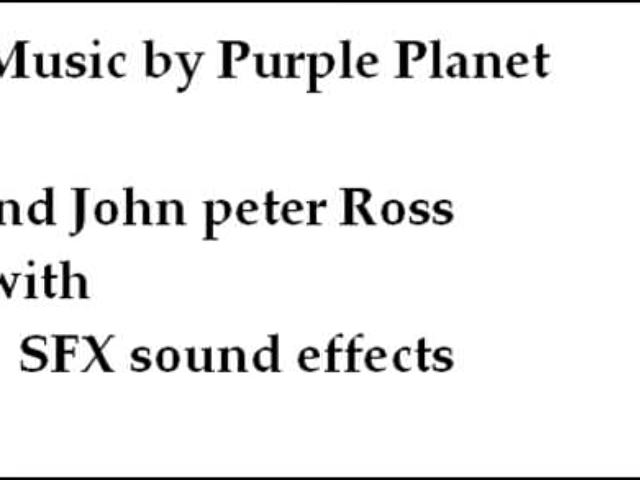 Music by Purple Planet
nd John peter Ross
with
SFX sound effects